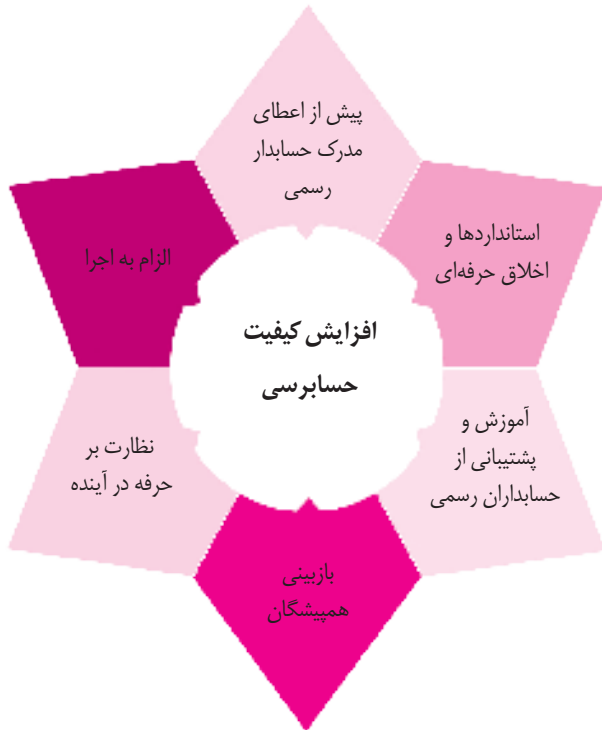 پیش از اعطای
مدرک حسابدار
رسمی
استانداردها و
اخلاق حرفه‌ای
الزام به اجرا
افزایش کیفیت
حسابرسی
آموزش و
پشتیبانی از
حسابداران رسمی
نظارت بر
حرفه در آینده
بازبینی
همپیشگان